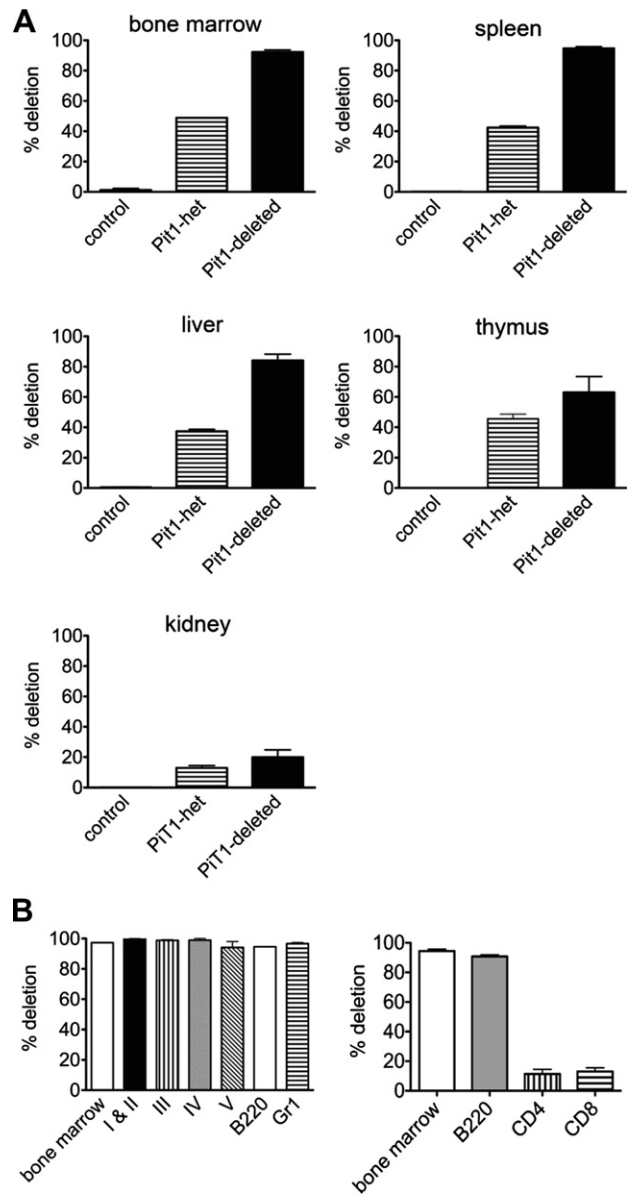 A
bone marrow
% deletion
100
80
60
40
20
0
control
Pit1-het
Pit1-deleted
spleen
% deletion
100
80
60
40
20
0
control
Pit1-het
Pit1-deleted
liver
% deletion
100
80
60
40
20
0
control
Pit1-het
Pit1-deleted
thymus
% deletion
100
80
60
40
20
0
control
Pit1-het
Pit1-deleted
kidney
% deletion
100
80
60
40
20
0
control
PiT1-het
PiT1-deleted
B
% deletion
100
80
60
40
20
0
bone marrow
I & II
III
IV
V
B220
Gr1
% deletion
100
80
60
40
20
0
bone marrow
B220
CD4
CD8